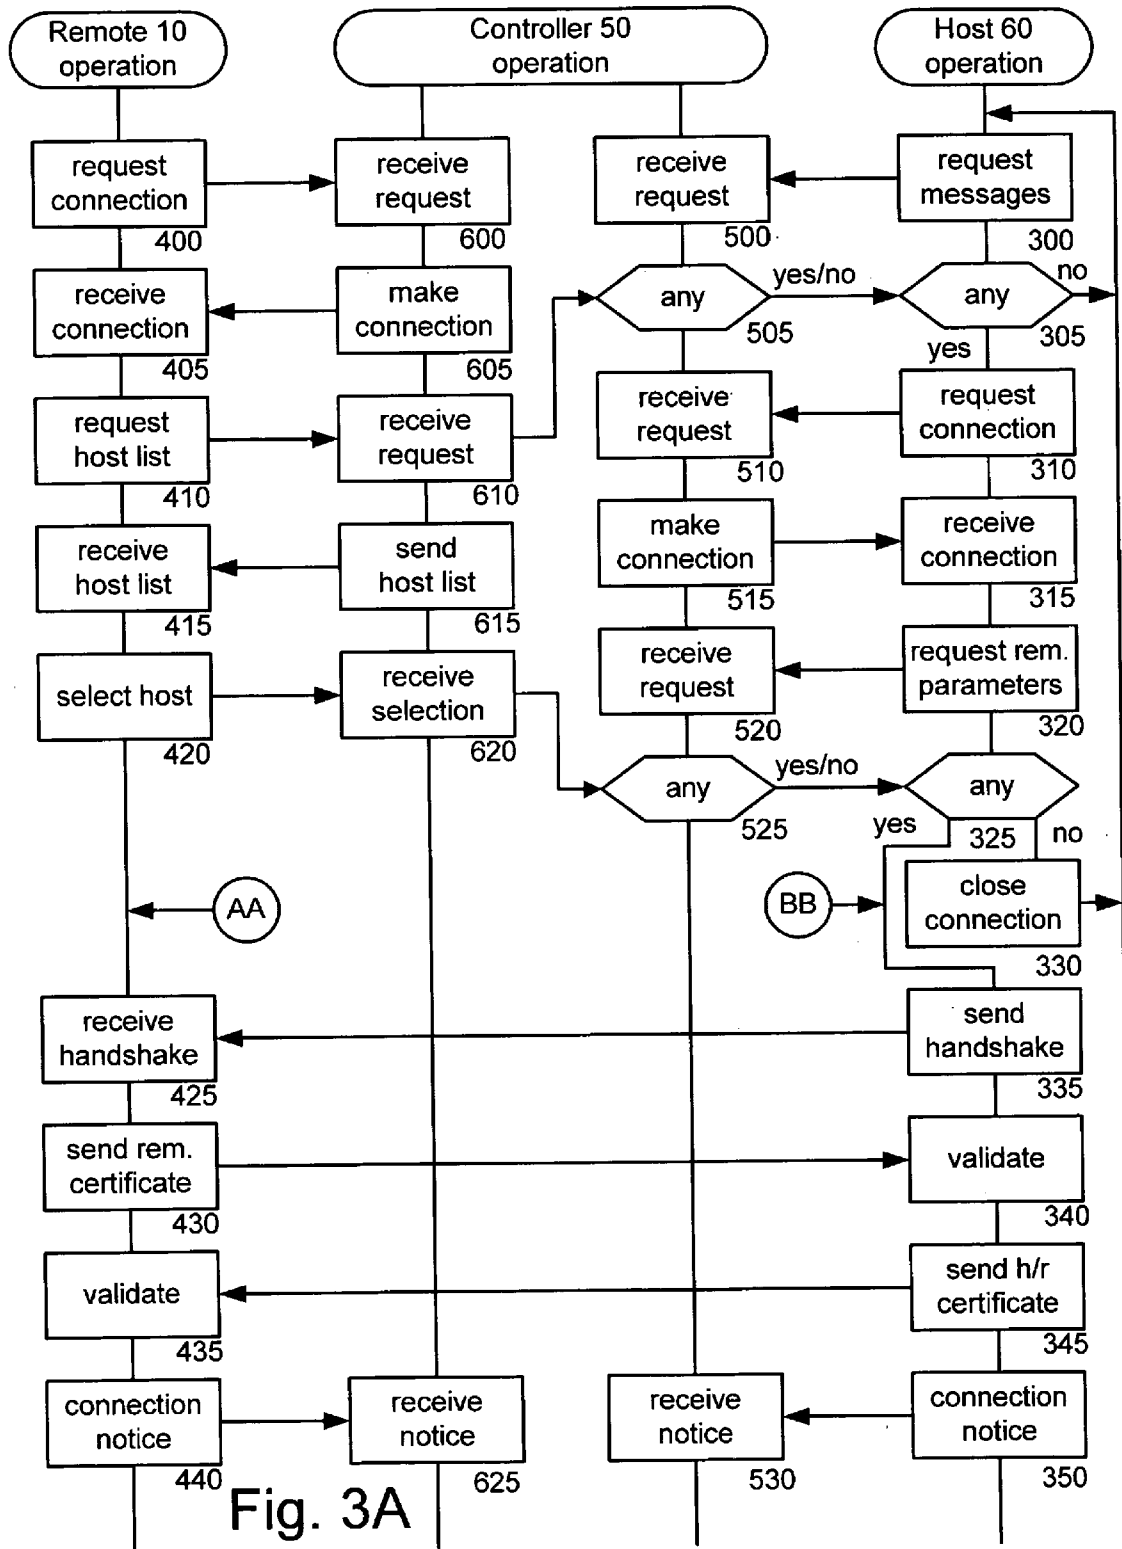 Remote 10
operation
Controller 50
operation
Host 60
operation
request
connection
400
receive
request
600
receive
request
500
request
messages
300
receive
connection
405
make
connection
605
any
505
yes/no
any
305
no
yes
request
host list
410
receive
request
610
receive
request
510
request
connection
310
receive
host list
415
send
host list
615
make
connection
515
receive
connection
315
select host
420
receive
selection
620
receive
request
520
request rem.
parameters
320
any
525
yes/no
any
325
yes
no
AA
BB
close
connection
330
receive
handshake
425
send
handshake
335
send rem.
certificate
430
validate
340
validate
435
send h/r
certificate
345
connection
notice
440
receive
notice
625
receive
notice
530
connection
notice
350
Fig. 3A